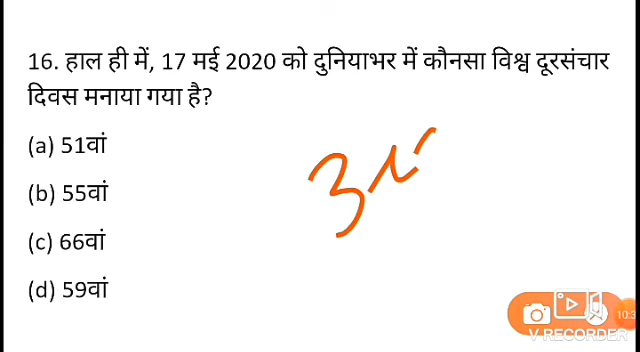 16. हाल ही में, 17 मई 2020 को दुनियाभर में कौनसा विश्व दूरसंचार
दिवस मनाया गया है?
(a) 51वां
(b) 55वां
(c) 66वां
(d) 59वां
V RECORDER